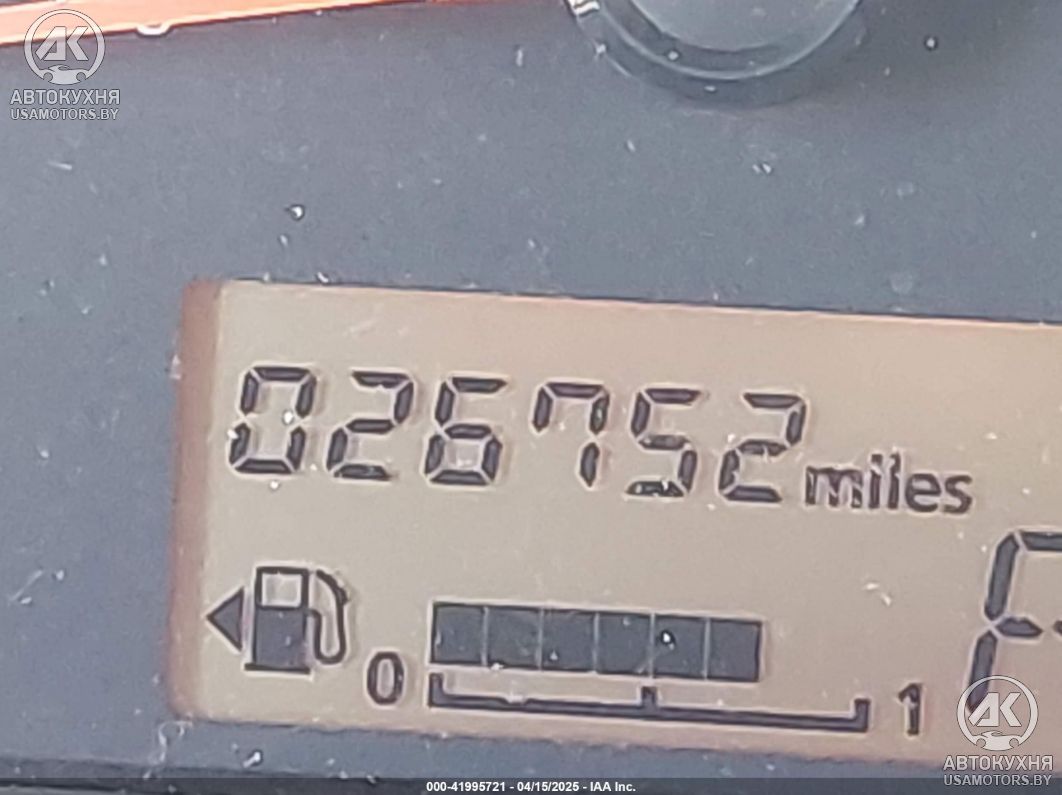 AK
АВТОКУХНЯ
USAMOTORS.BY
026752 miles
0
1
P
AK
АВТОКУХНЯ
USAMOTORS.BY
000-41995721 - 04/15/2025 - IAA Inc.